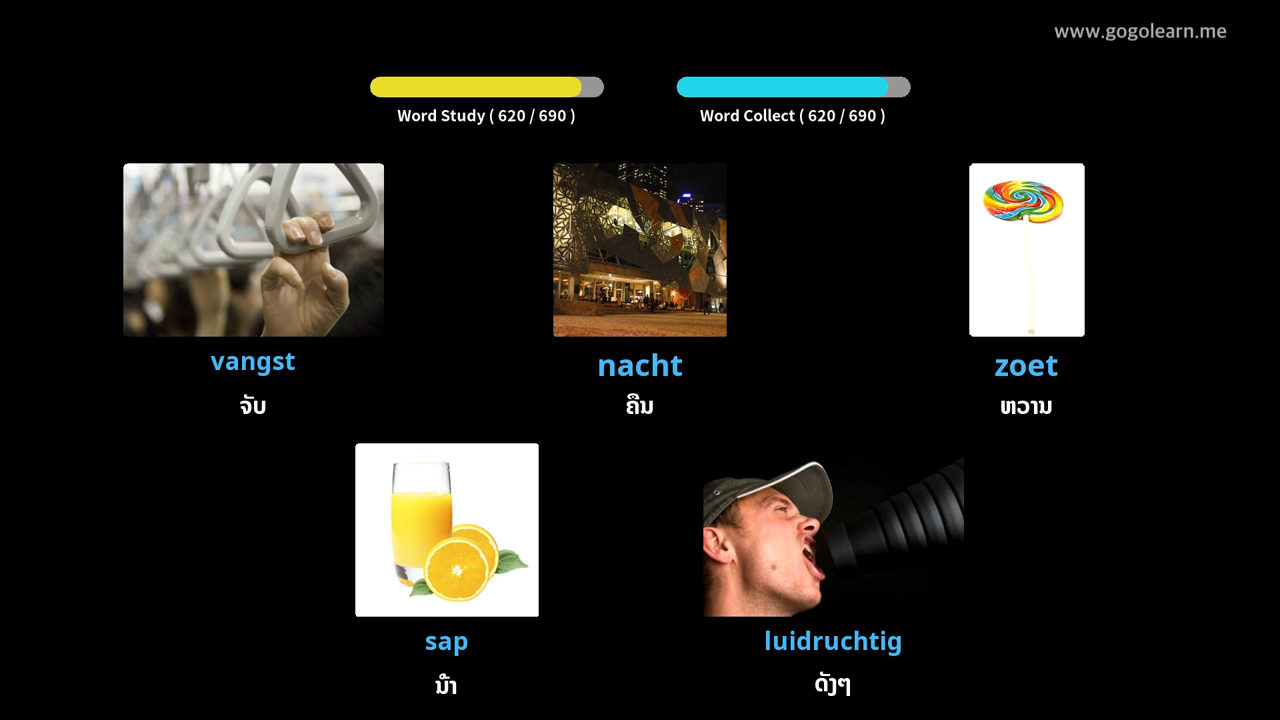 www.gogolearn.me
Word Study ( 620 / 690 )
Word Collect ( 620 / 690 )
vangst
nacht
zoet
ຈັບ
ຄືນ
ຫວານ
sap
luidruchtig
ນ້ໍາ
ດັງໆ